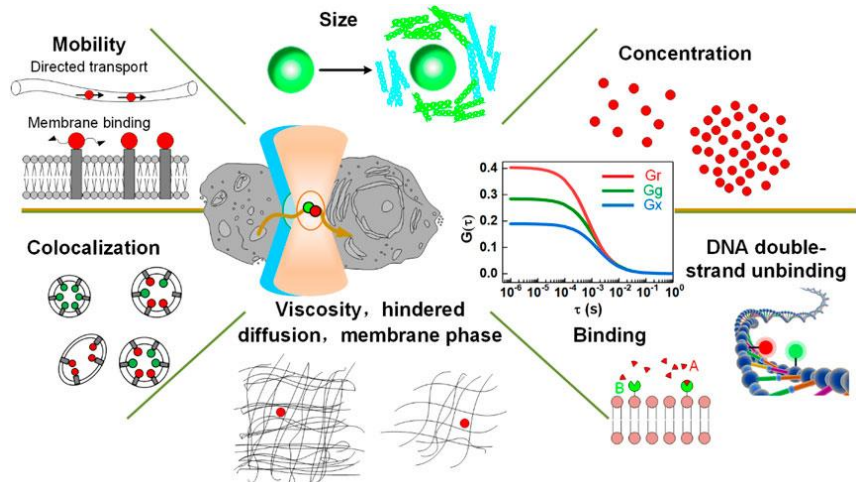 Size
Mobility
Directed transport
Membrane binding
Concentration
0.4
0.3
0.2
0.1
0.0
G(τ)
Gr
Gg
Gx
10⁻⁶ 10⁻⁵ 10⁻⁴ 10⁻³ 10⁻² 10⁻¹ 10⁰
τ (s)
Colocalization
Viscosity, hindered
diffusion, membrane phase
Binding
A
B
DNA double-
strand unbinding